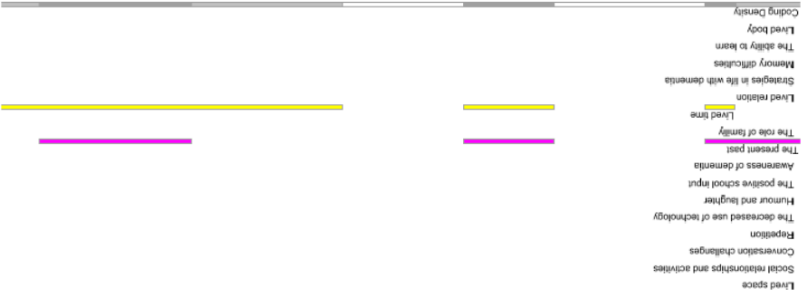 Lived space
Social relationships and activities
Conversation challenges
Repetition
The decreased use of technology
Humour and laughter
The positive school input
Awareness of dementia
The present past
The role of family
Lived time
Lived relation
Strategies in life with dementia
Memory difficulties
The ability to learn
Lived body
Coding Density